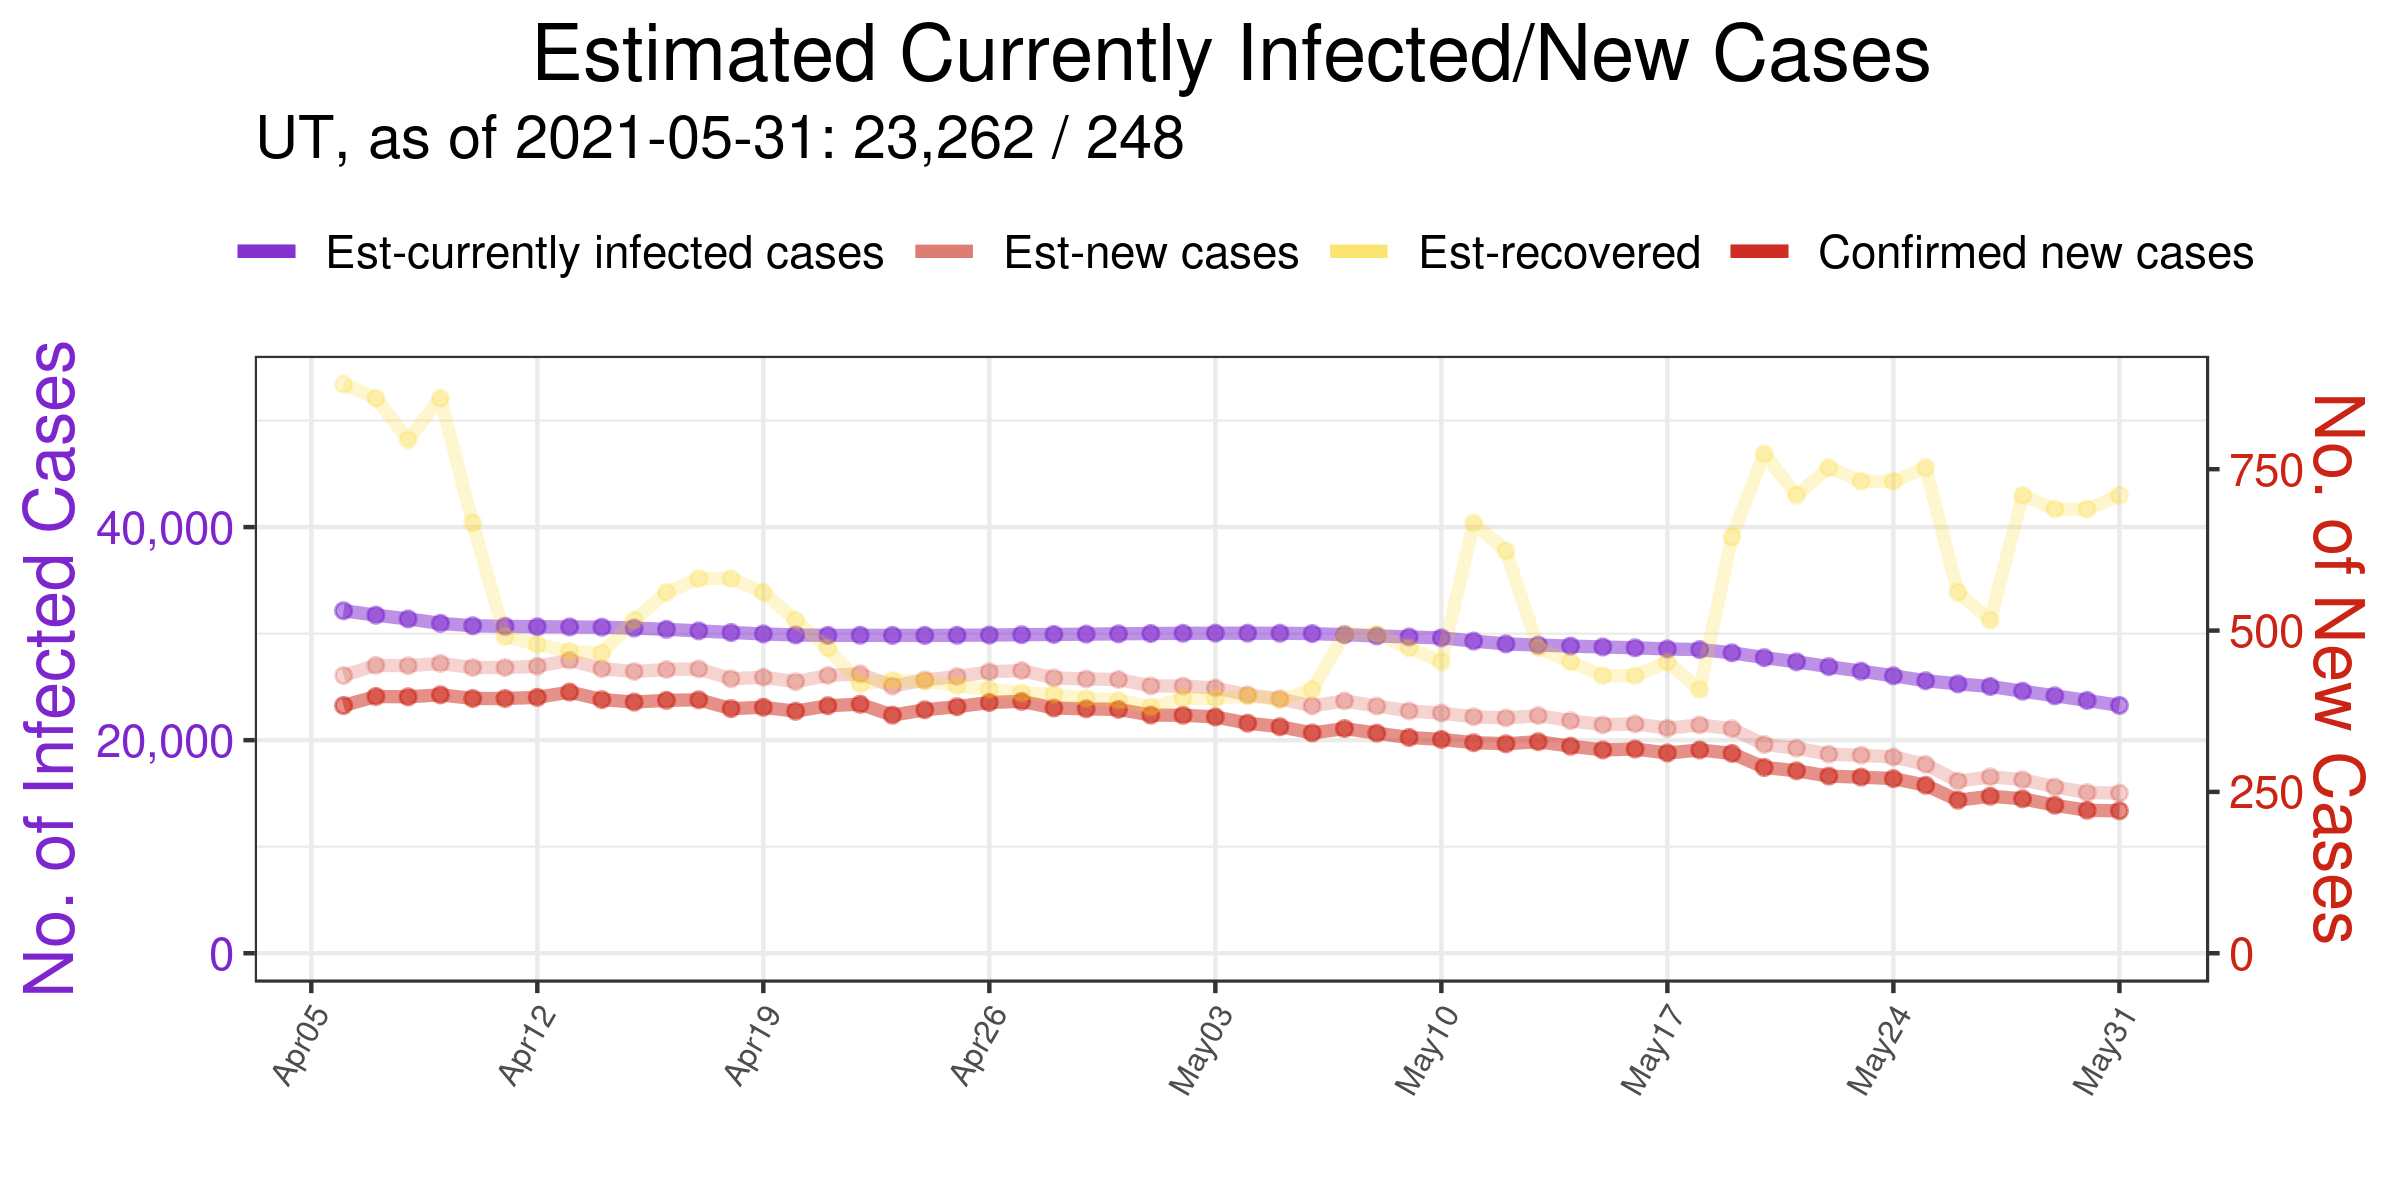 Estimated Currently Infected/New Cases
UT, as of 2021-05-31: 23,262 / 248
Est-currently infected cases Est-new cases Est-recovered Confirmed new cases
No. of Infected Cases
40,000
20,000
0
No. of New Cases
750
500
250
0
Apr05 Apr12 Apr19 Apr26 May03 May10 May17 May24 May31